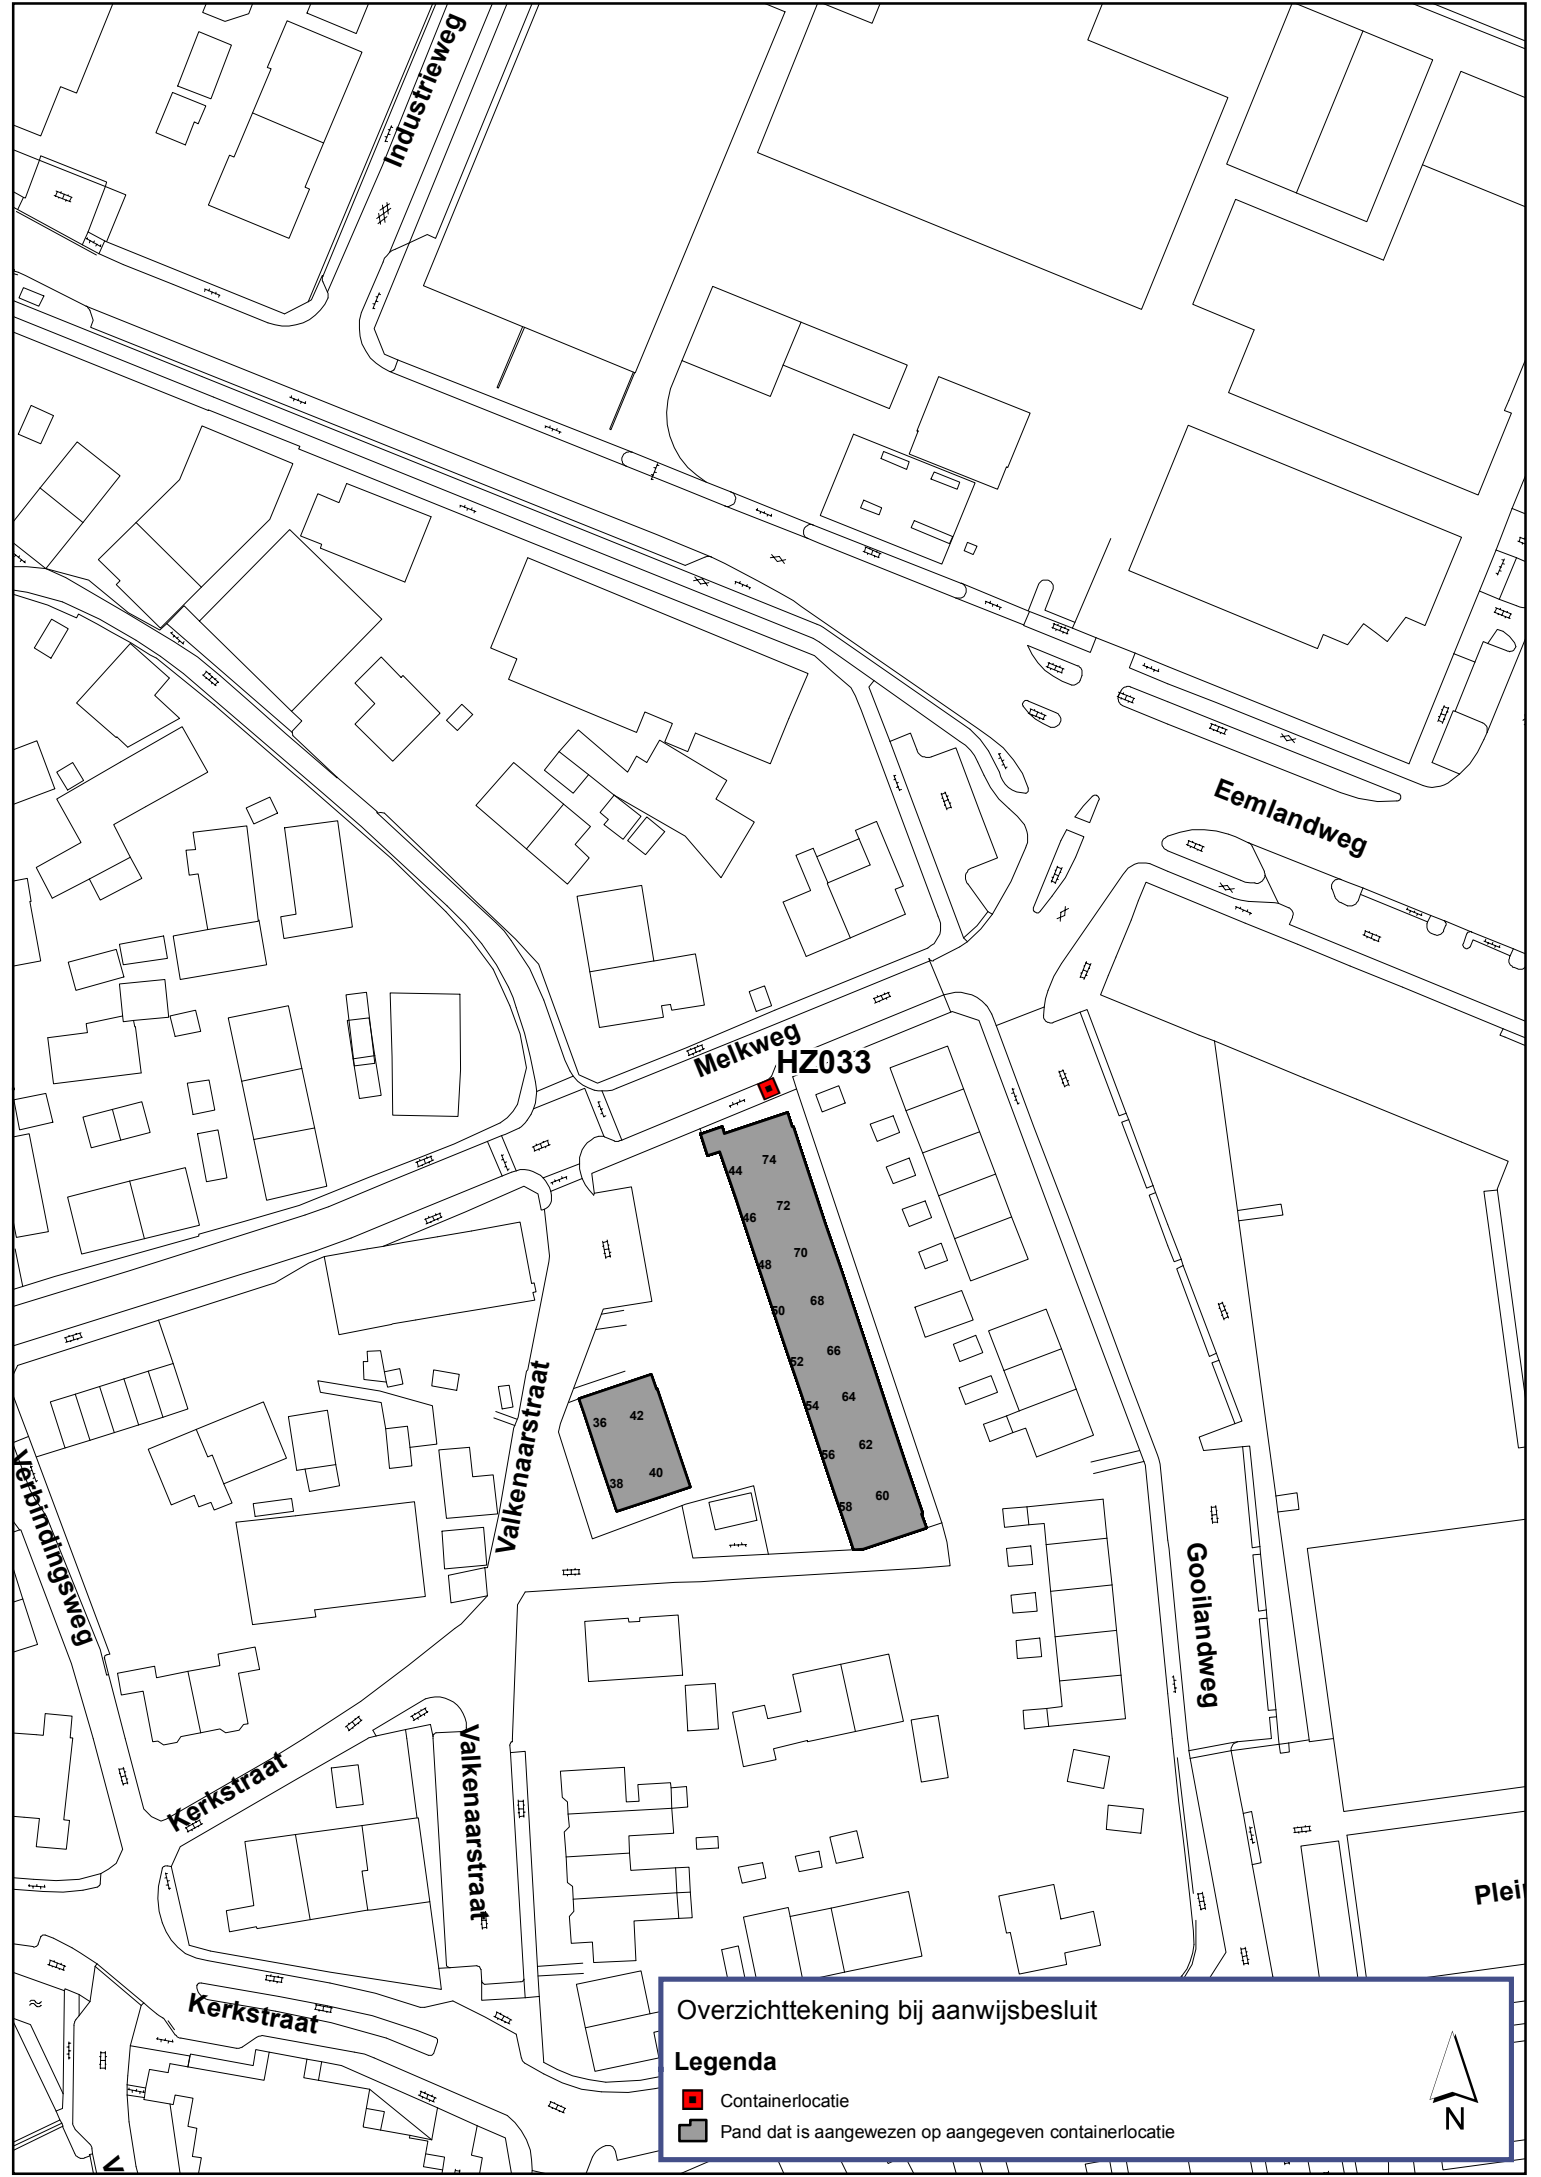 Industrieweg
Eemlandweg
Melkweg
HZ033
74
44
72
46
70
48
68
50
66
52
64
54
42
36
62
56
40
38
60
58
Valkenaarstraat
Verbindingsweg
Gooilandweg
Kerkstraat
Valkenaarstraat
Plein
Kerkstraat
V
Overzichttekening bij aanwijsbesluit
Legenda
Containerlocatie
Pand dat is aangewezen op aangegeven containerlocatie
N